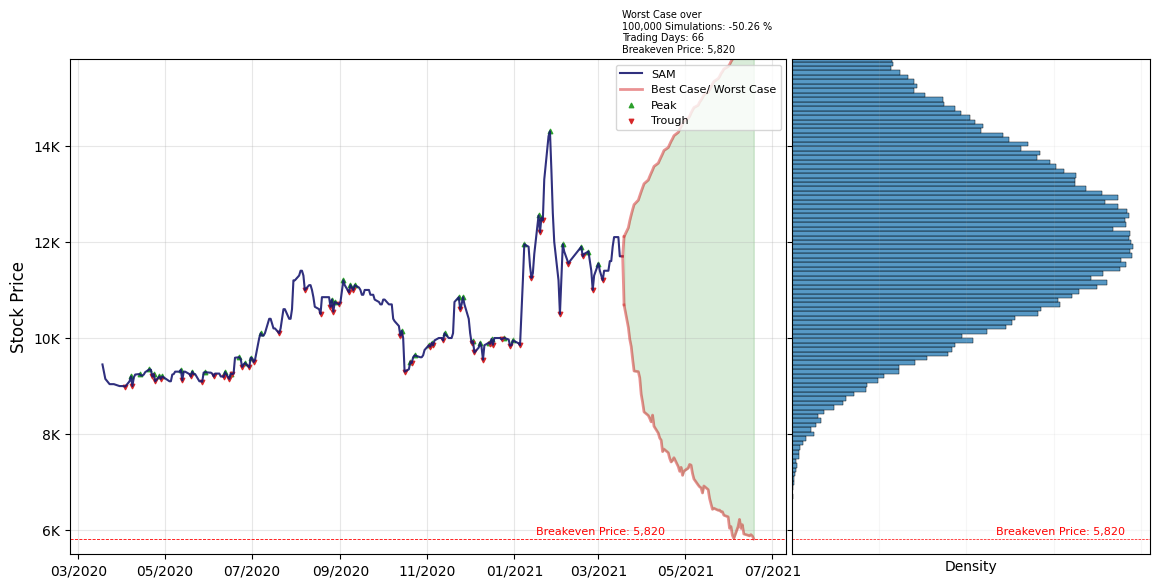 Worst Case over
100,000 Simulations: -50.26 %
Trading Days: 66
Breakeven Price: 5,820
SAM
Best Case/ Worst Case
Peak
Trough
Stock Price
14K
12K
10K
8K
6K
Breakeven Price: 5,820
Breakeven Price: 5,820
03/2020
05/2020
07/2020
09/2020
11/2020
01/2021
03/2021
05/2021
07/2021
Density